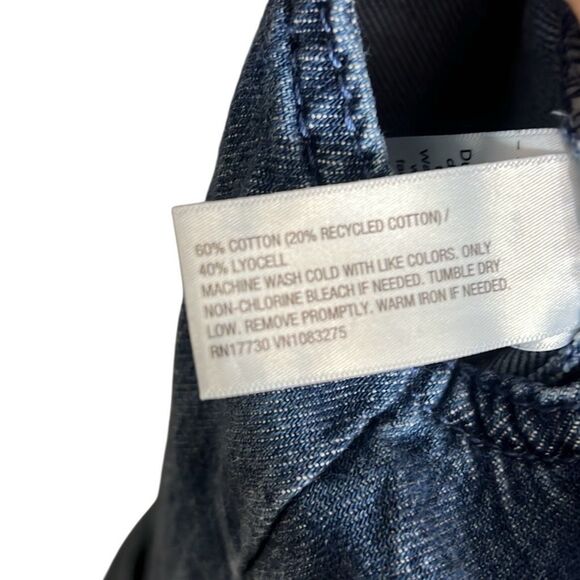 60% COTTON (20% RECYCLED COTTON) /
40% LYOCELL
MACHINE WASH COLD WITH LIKE COLORS. ONLY
NON-CHLORINE BLEACH IF NEEDED. TUMBLE DRY
LOW. REMOVE PROMPTLY. WARM IRON IF NEEDED.
RN17730 VN1083275